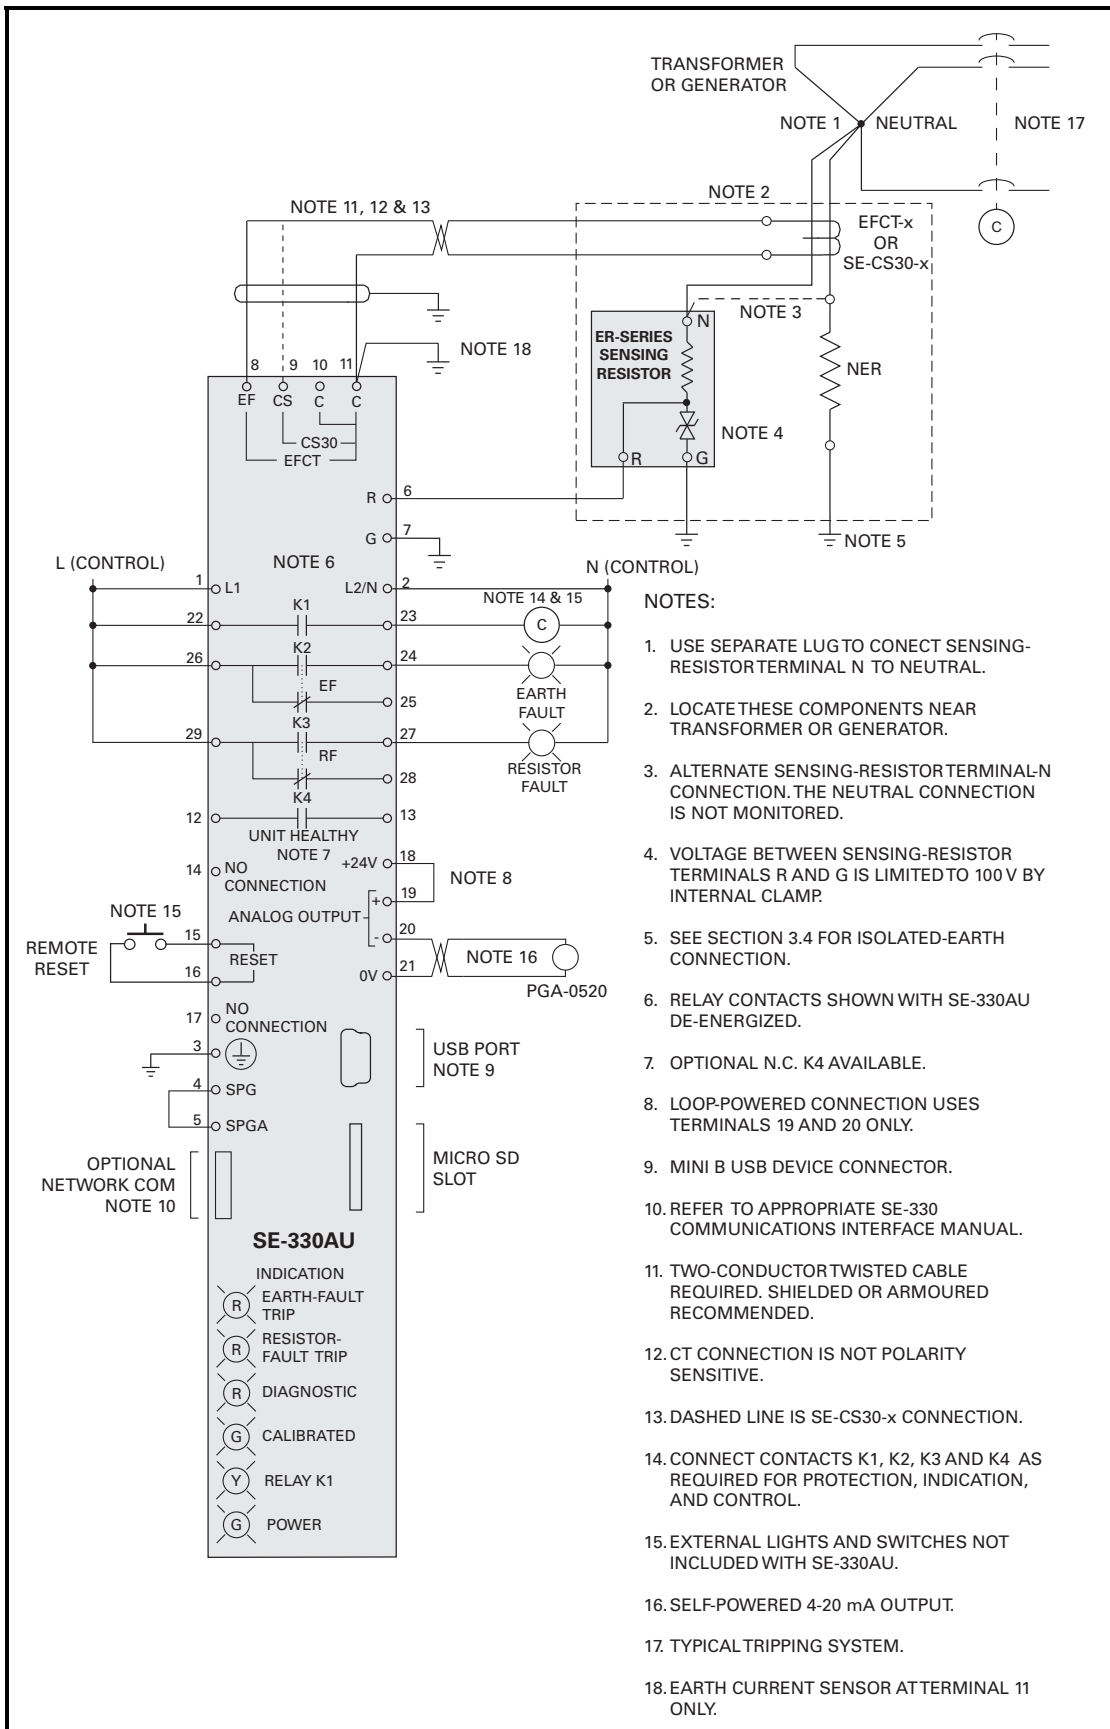 TRANSFORMER
OR GENERATOR
NOTE 1
NEUTRAL
NOTE 17
NOTE 2
NOTE 11, 12 & 13
EFCT-x
OR
SE-CS30-x
C
NOTE 3
N
ER-SERIES
SENSING
RESISTOR
NOTE 18
NER
NOTE 4
R
G
NOTE 5
8
9
10
11
EF
CS
C
C
CS30
EFCT
R
6
G
7
L (CONTROL)
NOTE 6
N (CONTROL)
1
L1
L2/N
2
NOTE 14 & 15
22
K1
23
C
26
K2
24
EF
25
EARTH
FAULT
29
K3
27
RF
28
RESISTOR
FAULT
12
K4
13
UNIT HEALTHY
NOTE 7
14
NO
CONNECTION
+24V
18
NOTE 8
+
19
ANALOG OUTPUT
-
20
NOTE 16
0V
21
PGA-0520
NOTE 15
REMOTE
RESET
15
RESET
16
17
NO
CONNECTION
3
4
SPG
5
SPGA
USB PORT
NOTE 9
OPTIONAL
NETWORK COM
NOTE 10
MICRO SD
SLOT
SE-330AU
INDICATION
R
EARTH-FAULT
TRIP
R
RESISTOR-
FAULT TRIP
R
DIAGNOSTIC
G
CALIBRATED
Y
RELAY K1
G
POWER
NOTES:
1. USE SEPARATE LUG TO CONECT SENSING-
RESISTOR TERMINAL N TO NEUTRAL.
2. LOCATE THESE COMPONENTS NEAR
TRANSFORMER OR GENERATOR.
3. ALTERNATE SENSING-RESISTOR TERMINAL-N
CONNECTION. THE NEUTRAL CONNECTION
IS NOT MONITORED.
4. VOLTAGE BETWEEN SENSING-RESISTOR
TERMINALS R AND G IS LIMITED TO 100 V BY
INTERNAL CLAMP.
5. SEE SECTION 3.4 FOR ISOLATED-EARTH
CONNECTION.
6. RELAY CONTACTS SHOWN WITH SE-330AU
DE-ENERGIZED.
7. OPTIONAL N.C. K4 AVAILABLE.
8. LOOP-POWERED CONNECTION USES
TERMINALS 19 AND 20 ONLY.
9. MINI B USB DEVICE CONNECTOR.
10. REFER TO APPROPRIATE SE-330
COMMUNICATIONS INTERFACE MANUAL.
11. TWO-CONDUCTOR TWISTED CABLE
REQUIRED. SHIELDED OR ARMOURED
RECOMMENDED.
12. CT CONNECTION IS NOT POLARITY
SENSITIVE.
13. DASHED LINE IS SE-CS30-x CONNECTION.
14. CONNECT CONTACTS K1, K2, K3 AND K4 AS
REQUIRED FOR PROTECTION, INDICATION,
AND CONTROL.
15. EXTERNAL LIGHTS AND SWITCHES NOT
INCLUDED WITH SE-330AU.
16. SELF-POWERED 4-20 mA OUTPUT.
17. TYPICAL TRIPPING SYSTEM.
18. EARTH CURRENT SENSOR AT TERMINAL 11
ONLY.